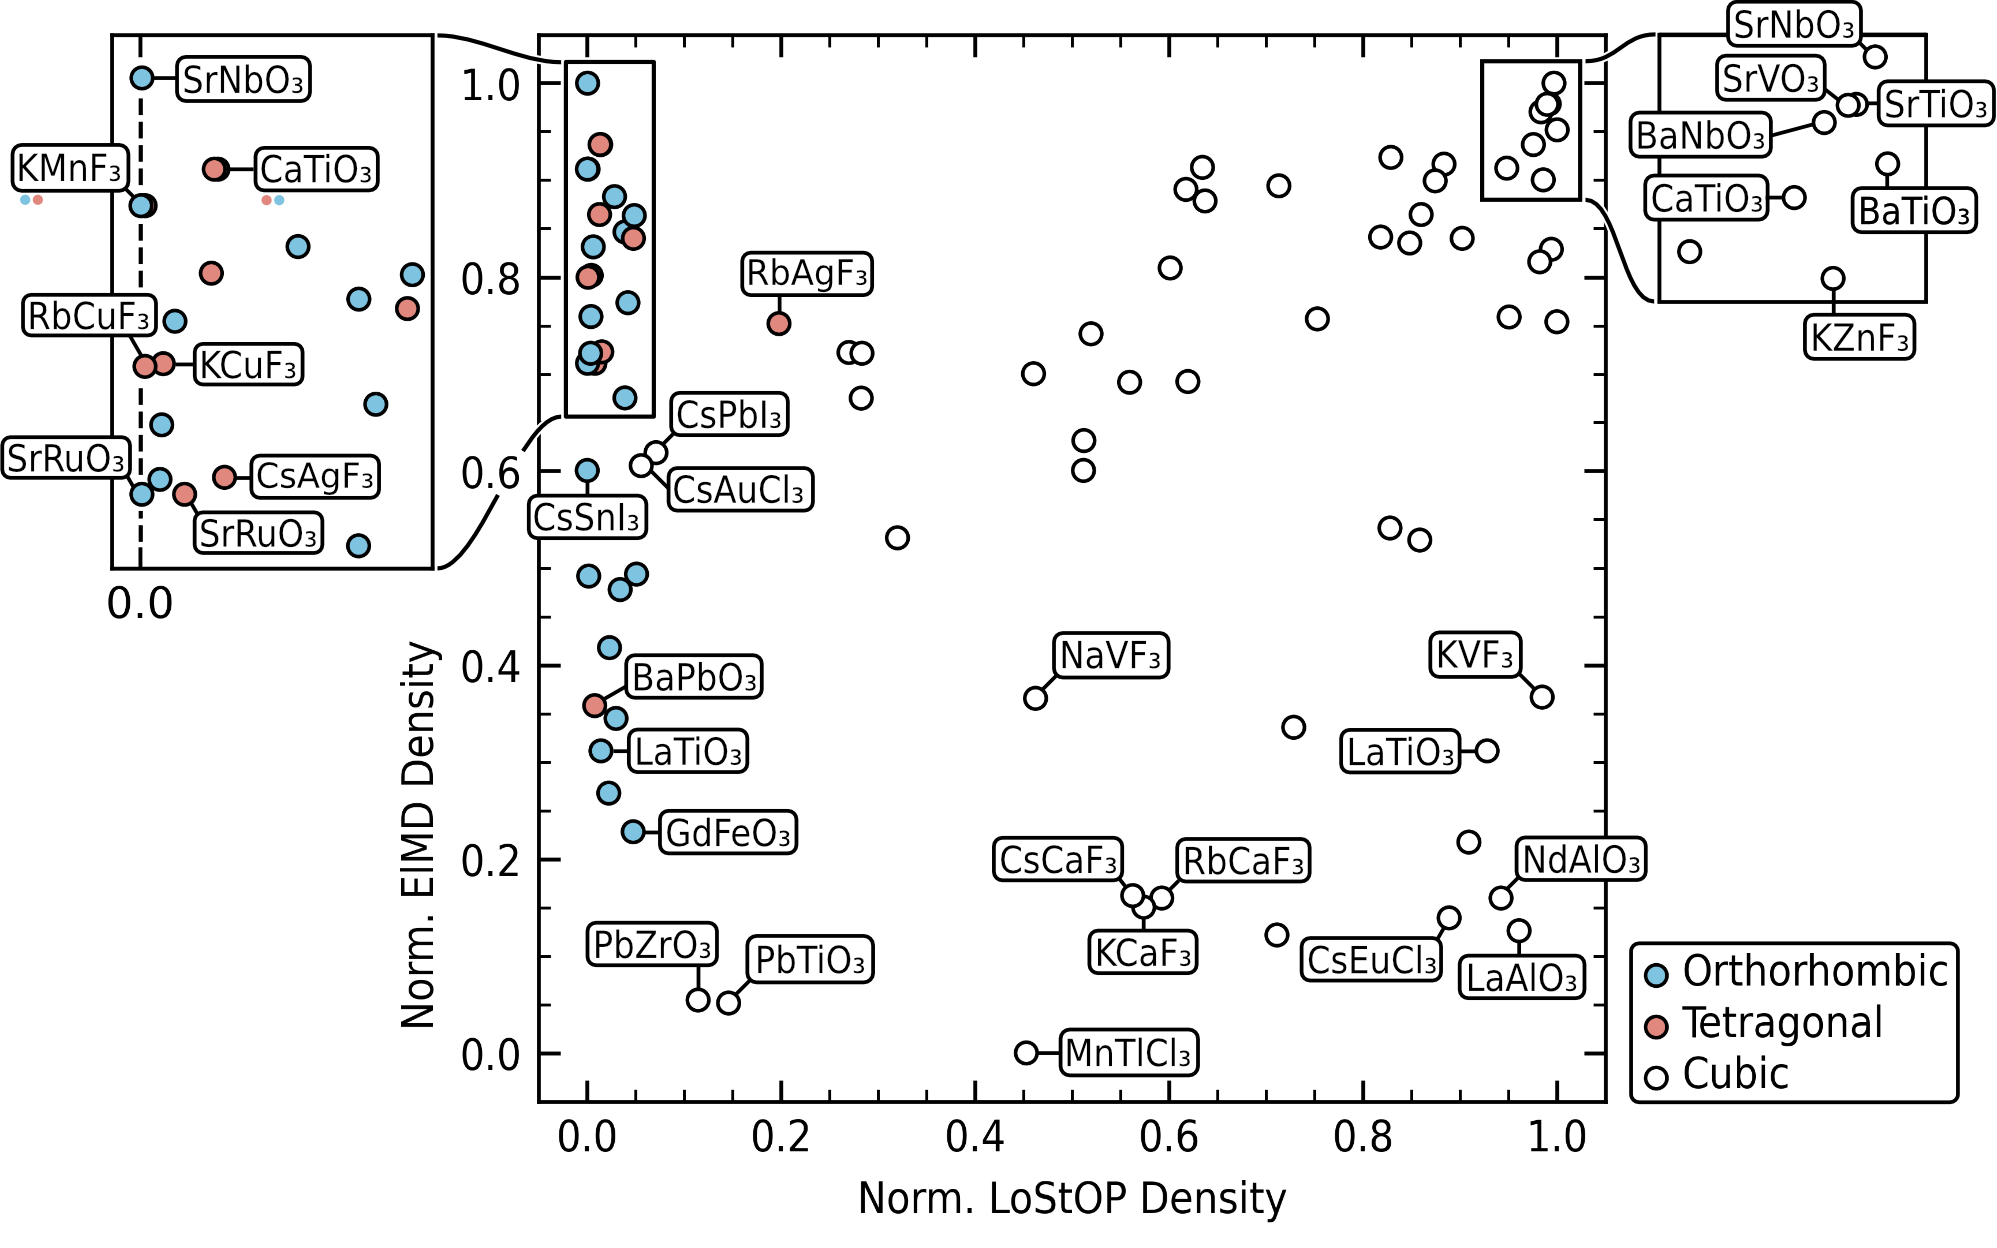 SrNbO₃
KMnF₃
CaTiO₃
RbCuF₃
KCuF₃
SrRuO₃
CsAgF₃
SrRuO₃
0.0
SrNbO₃
SrVO₃
SrTiO₃
BaNbO₃
CaTiO₃
BaTiO₃
KZnF₃
1.0
0.8
0.6
0.4
0.2
0.0
Norm. ElMD Density
RbAgF₃
CsPbI₃
CsAuCl₃
CsSnI₃
NaVF₃
KVF₃
BaPbO₃
LaTiO₃
LaTiO₃
GdFeO₃
CsCaF₃
RbCaF₃
NdAlO₃
PbZrO₃
PbTiO₃
KCaF₃
CsEuCl₃
LaAlO₃
MnTlCl₃
Orthorhombic
Tetragonal
Cubic
0.0
0.2
0.4
0.6
0.8
1.0
Norm. LoStOP Density